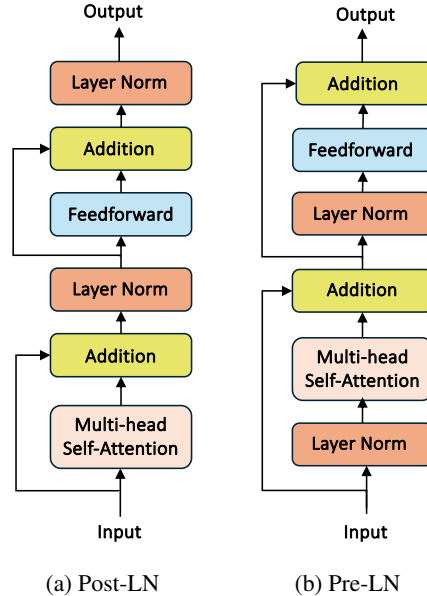 Output
Layer Norm
Addition
Feedforward
Layer Norm
Addition
Multi-head
Self-Attention
Input
(a) Post-LN
Output
Addition
Feedforward
Layer Norm
Addition
Multi-head
Self-Attention
Layer Norm
Input
(b) Pre-LN